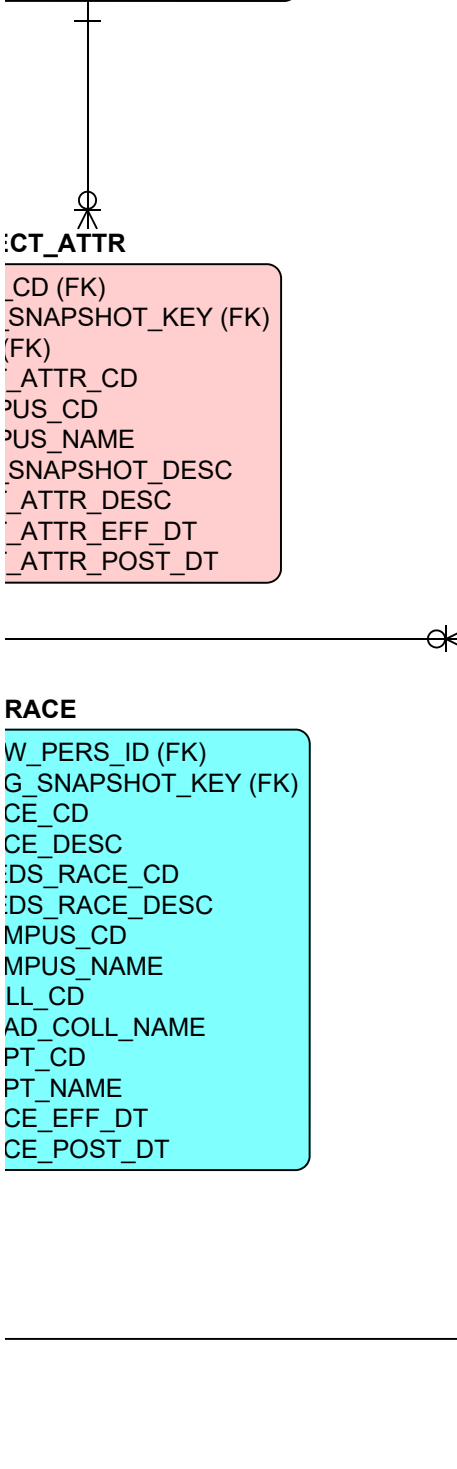 ECT_ATTR
_CD (FK)
_SNAPSHOT_KEY (FK)
(FK)
_ATTR_CD
PUS_CD
PUS_NAME
_SNAPSHOT_DESC
_ATTR_DESC
_ATTR_EFF_DT
_ATTR_POST_DT
RACE
W_PERS_ID (FK)
G_SNAPSHOT_KEY (FK)
CE_CD
CE_DESC
EDS_RACE_CD
EDS_RACE_DESC
MPUS_CD
MPUS_NAME
LL_CD
AD_COLL_NAME
PT_CD
PT_NAME
CE_EFF_DT
CE_POST_DT